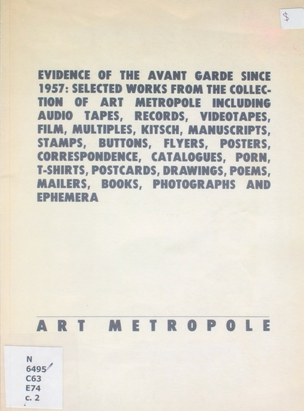 $
EVIDENCE OF THE AVANT GARDE SINCE
1957: SELECTED WORKS FROM THE COLLEC-
TION OF ART METROPOLE INCLUDING
AUDIO TAPES, RECORDS, VIDEOTAPES,
FILM, MULTIPLES, KITSCH, MANUSCRIPTS,
STAMPS, BUTTONS, FLYERS, POSTERS,
CORRESPONDENCE, CATALOGUES, PORN,
T-SHIRTS, POSTCARDS, DRAWINGS, POEMS,
MAILERS, BOOKS, PHOTOGRAPHS AND
EPHEMERA
ART METROPOLE
N
6495
C63
E74
c. 2